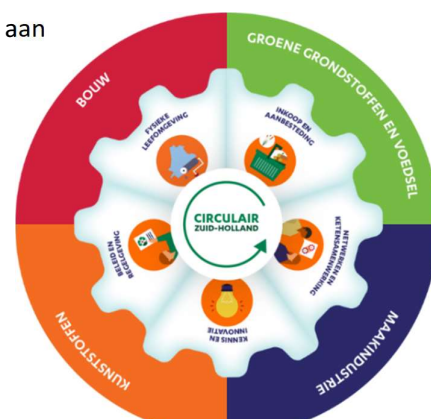 aan
BOUW
GROENE GRONDSTOFFEN EN VOEDSEL
FYSIEKE
LEEFOMGEVING
INKOOP EN
AANBESTEDING
CIRCULAIR
ZUID-HOLLAND
BELEID EN
REGELGEVING
NETWERKEN EN
KETENSAMENWERKING
KENNIS EN
INNOVATIE
KUNSTSTOFFEN
MAAKINDUSTRIE